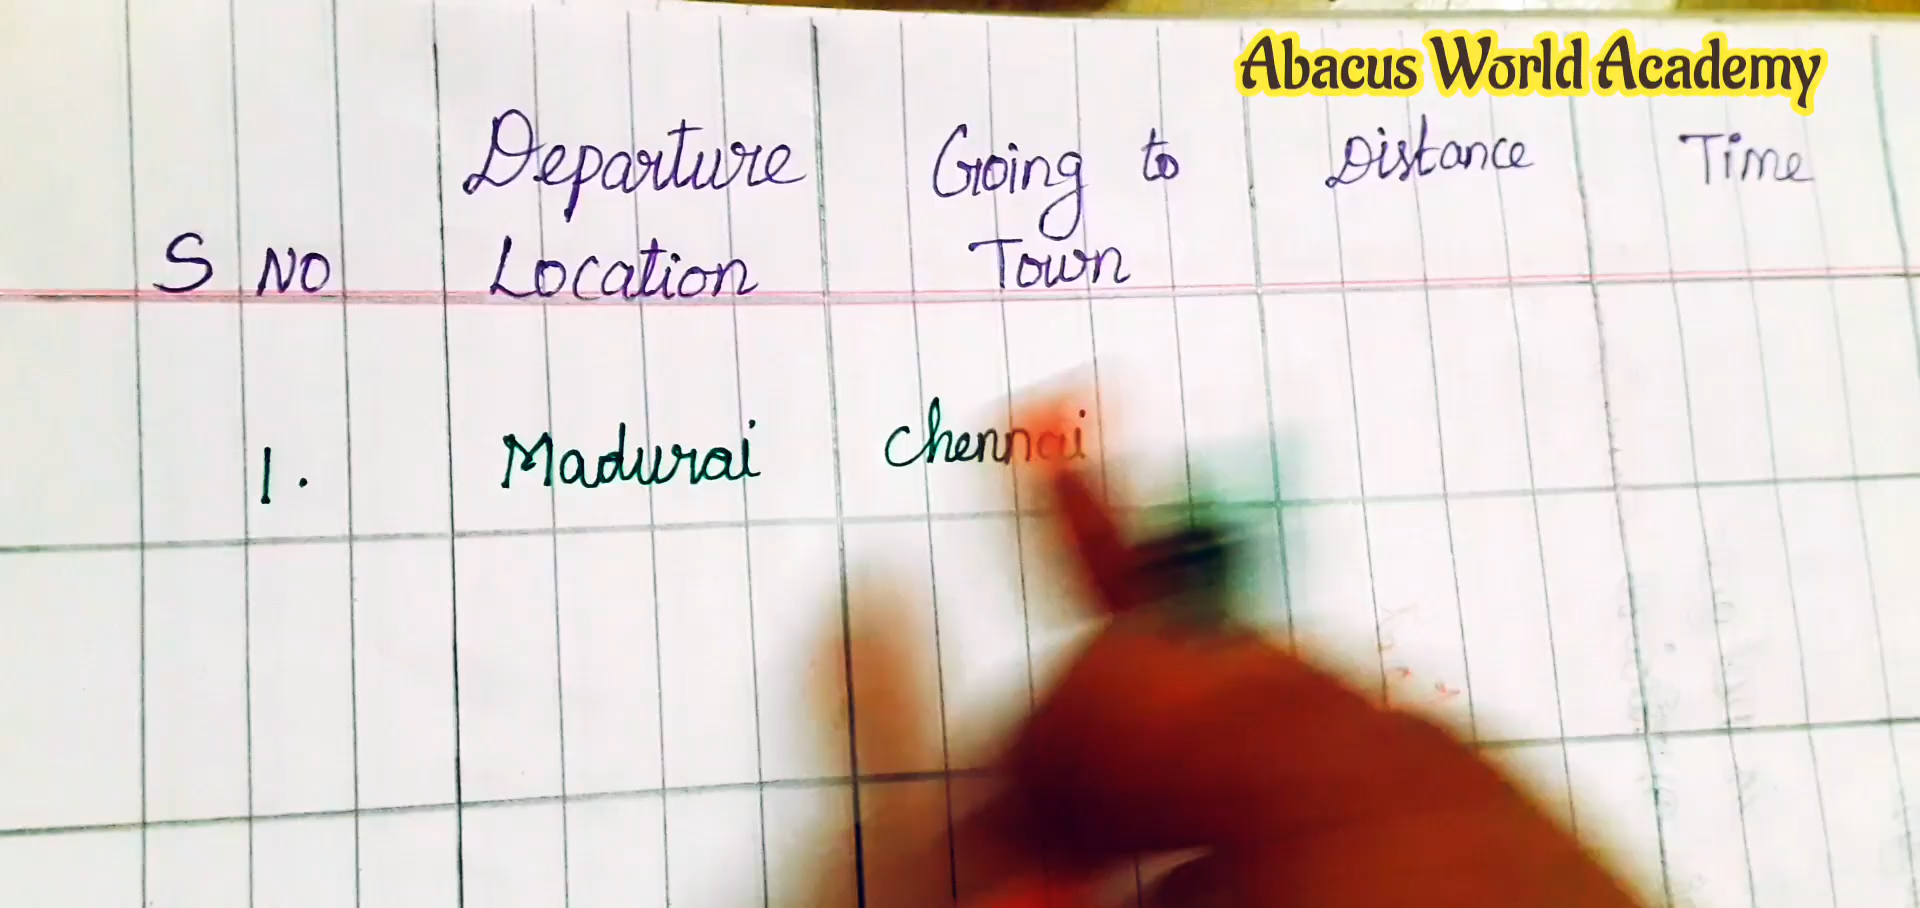 Abacus World Academy
Departure Going to Distance Time
S NO Location Town
1. Madurai Chennai